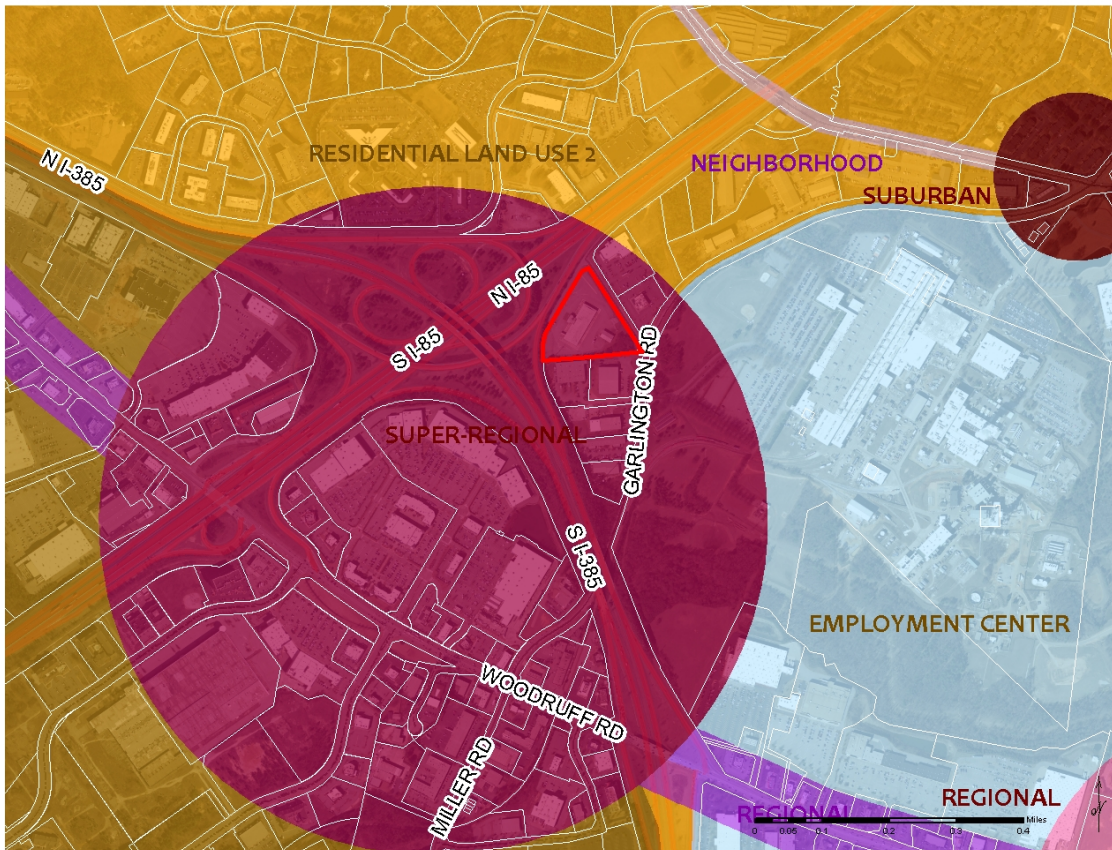 RESIDENTIAL LAND USE 2
N I-385
NEIGHBORHOOD
SUBURBAN
N I-85
S I-85
GARLINGTON RD
SUPER-REGIONAL
S I-385
EMPLOYMENT CENTER
WOODRUFF RD
MILLER RD
REGIONAL
REGIONAL
Miles
0 0.05 0.1 0.2 0.3 0.4
N